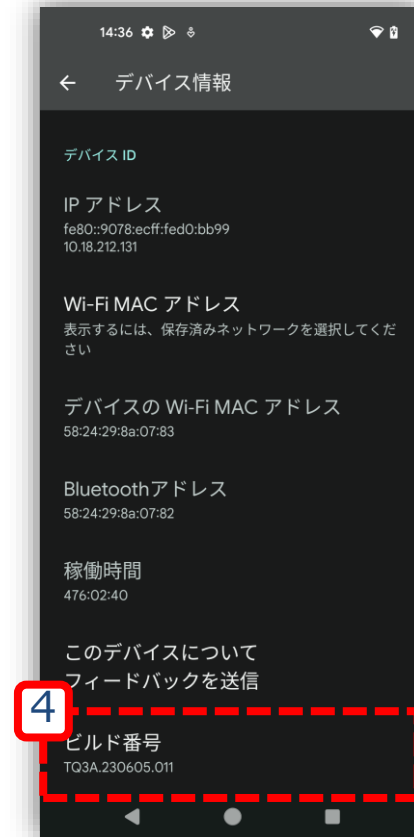 14:36
デバイス情報
デバイス ID
IP アドレス
fe80::9078:ecff:fed0:bb99
10.18.212.131
Wi-Fi MAC アドレス
表示するには、保存済みネットワークを選択してくだ
さい
デバイスの Wi-Fi MAC アドレス
58:24:29:8a:07:83
Bluetoothアドレス
58:24:29:8a:07:82
稼働時間
476:02:40
このデバイスについて
フィードバックを送信
4
ビルド番号
TQ3A.230605.011